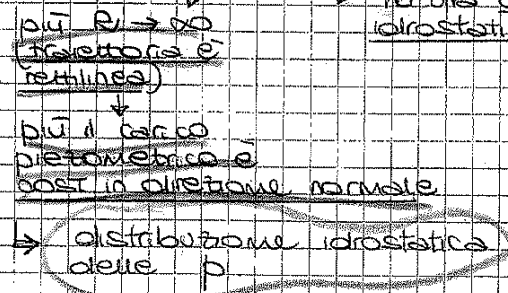 più R → ∞
(traiettoria è
rettilinea)
↓
più il carico
piezometrico è
cost in direzione normale
↳ distribuzione idrostatica
delle p
idrostati